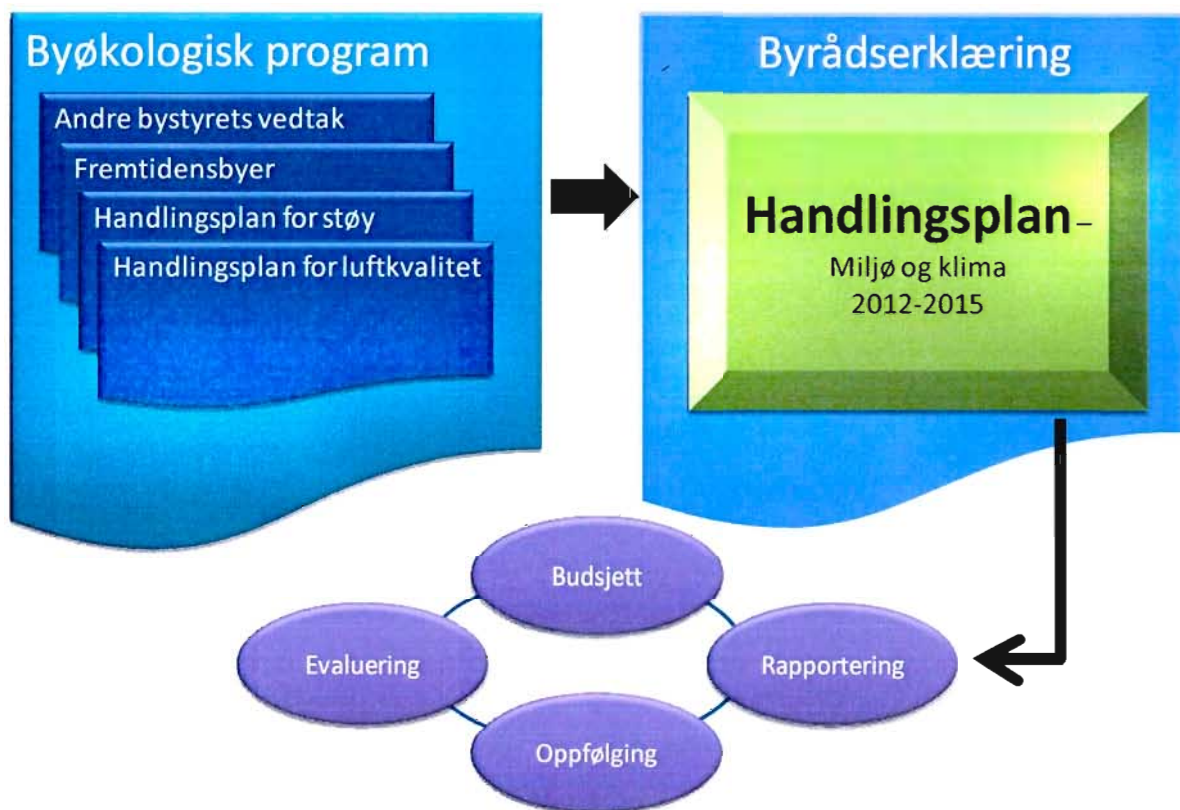 Byøkologisk program
Andre bystyrets vedtak
Fremtidensbyer
Handlingsplan for støy
Handlingsplan for luftkvalitet
Byrådserklæring
Handlingsplan –
Miljø og klima
2012-2015
Budsjett
Evaluering
Rapportering
Oppfølging